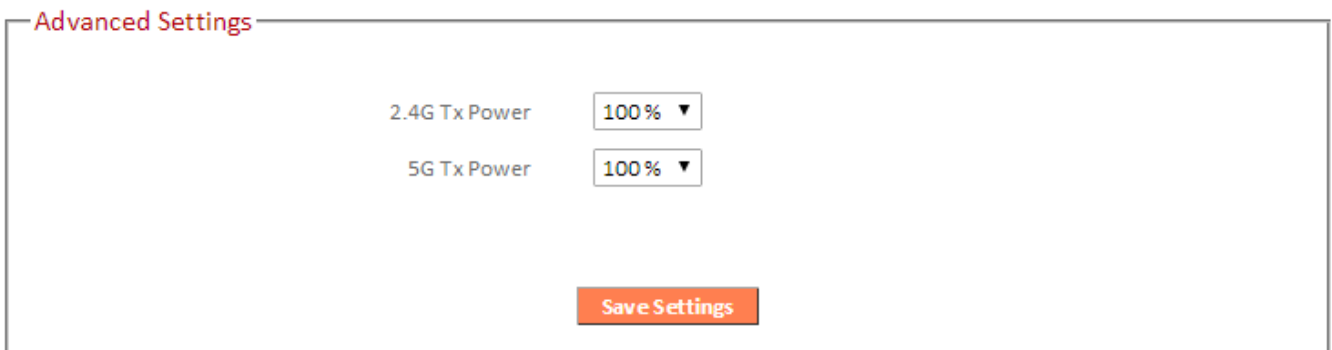 Advanced Settings
2.4G Tx Power 100%
5G Tx Power 100%
Save Settings